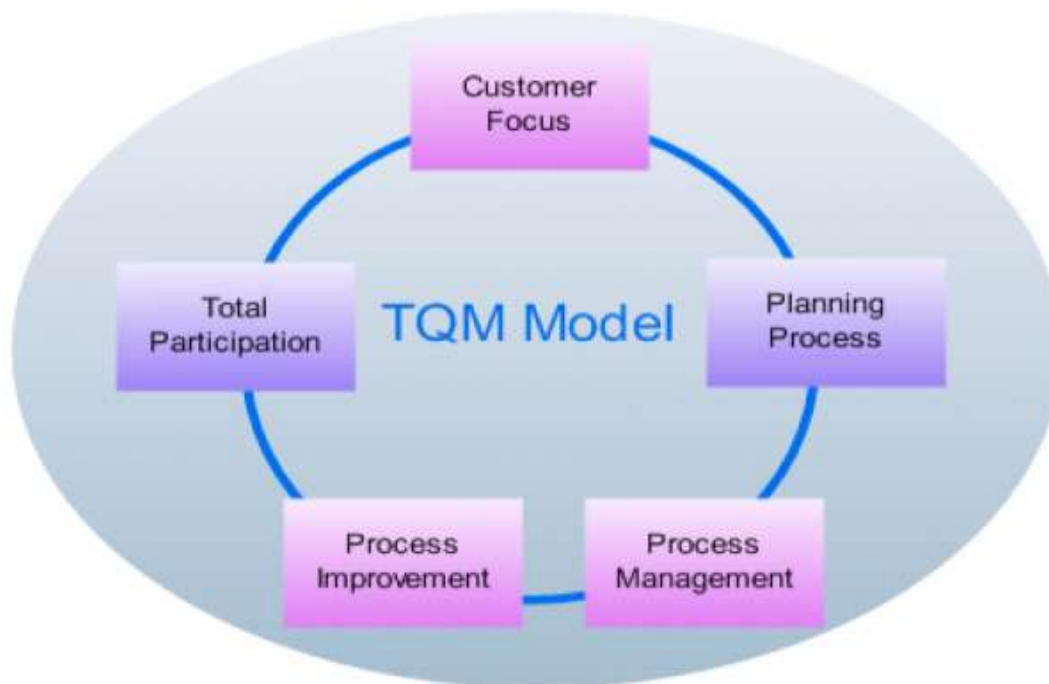 Customer
Focus
Total
Participation
TQM Model
Planning
Process
Process
Improvement
Process
Management